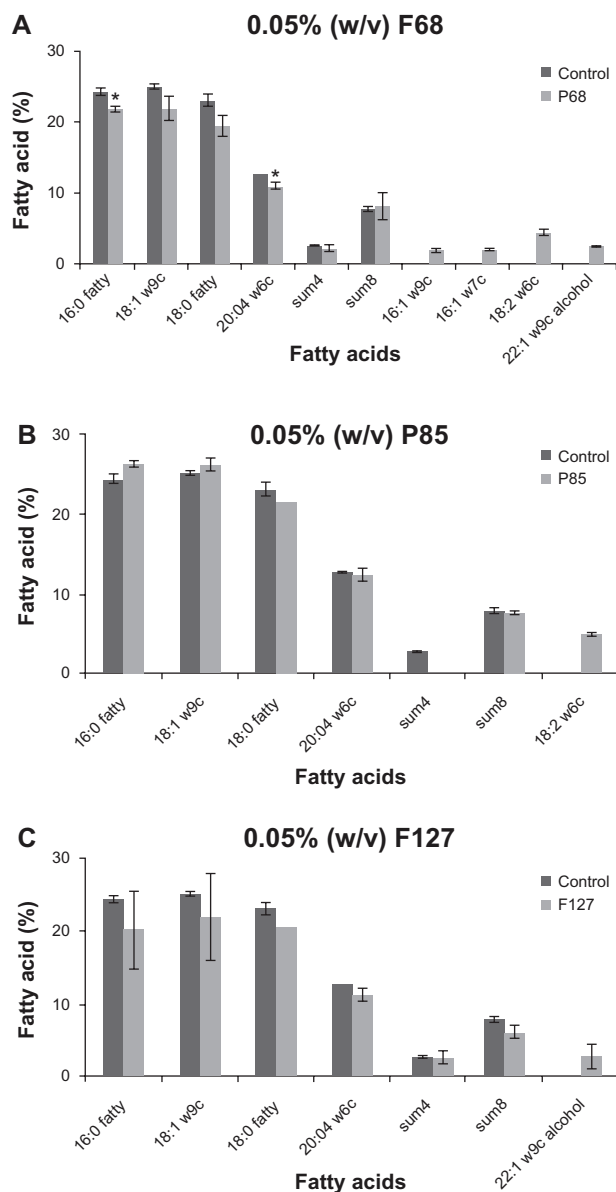 A
0.05% (w/v) F68
Fatty acid (%)
30
20
10
0
Control
P68
*
*
16:0 fatty
18:1 w9c
18:0 fatty
20:04 w6c
sum4
sum8
16:1 w9c
16:1 w7c
18:2 w6c
22:1 w9c alcohol
Fatty acids
B
0.05% (w/v) P85
Fatty acid (%)
30
20
10
0
Control
P85
16:0 fatty
18:1 w9c
18:0 fatty
20:04 w6c
sum4
sum8
18:2 w6c
Fatty acids
C
0.05% (w/v) F127
Fatty acid (%)
30
20
10
0
Control
F127
16:0 fatty
18:1 w9c
18:0 fatty
20:04 w6c
sum4
sum8
22:1 w9c alcohol
Fatty acids